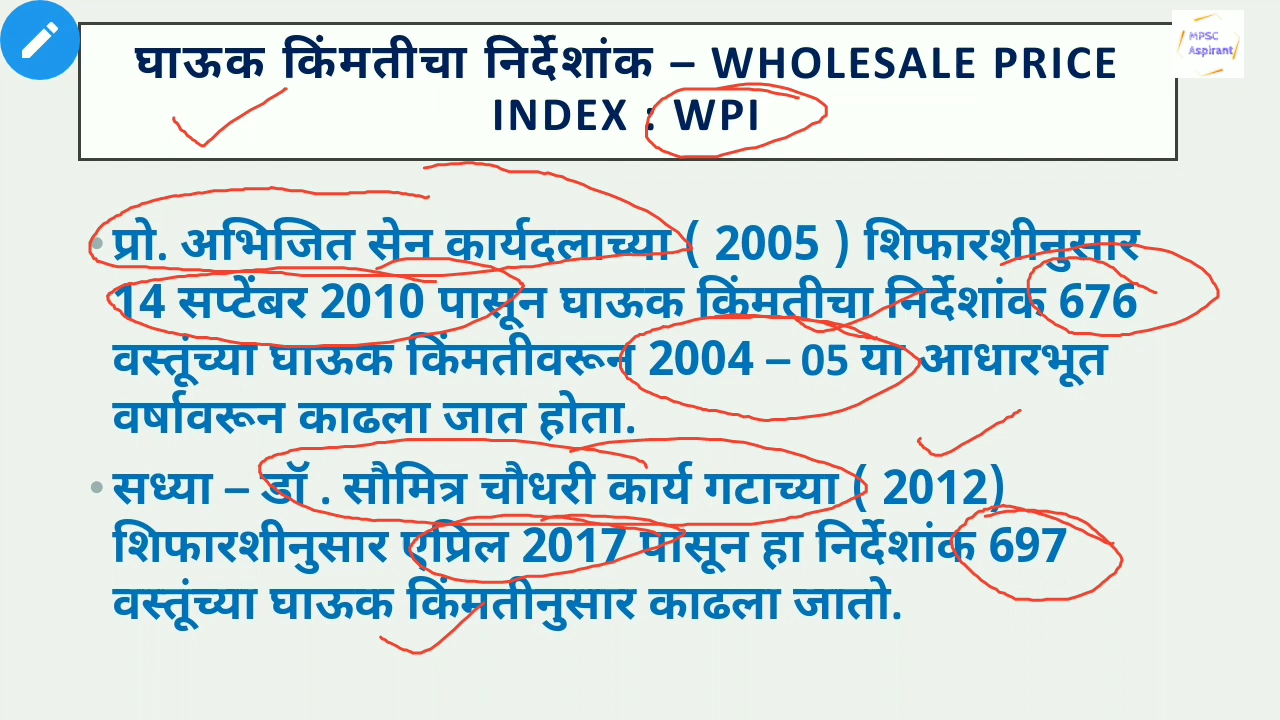 घाऊक किंमतीचा निर्देशांक – WHOLESALE PRICE
INDEX : WPI
MPSC
Aspirant
• प्रो. अभिजित सेन कार्यदलाच्या ( 2005 ) शिफारशीनुसार
14 सप्टेंबर 2010 पासून घाऊक किंमतीचा निर्देशांक 676
वस्तूंच्या घाऊक किंमतीवरून 2004 – 05 या आधारभूत
वर्षावरून काढला जात होता.
• सध्या – डॉ . सौमित्र चौधरी कार्य गटाच्या ( 2012)
शिफारशीनुसार एप्रिल 2017 पासून हा निर्देशांक 697
वस्तूंच्या घाऊक किंमतीनुसार काढला जातो.